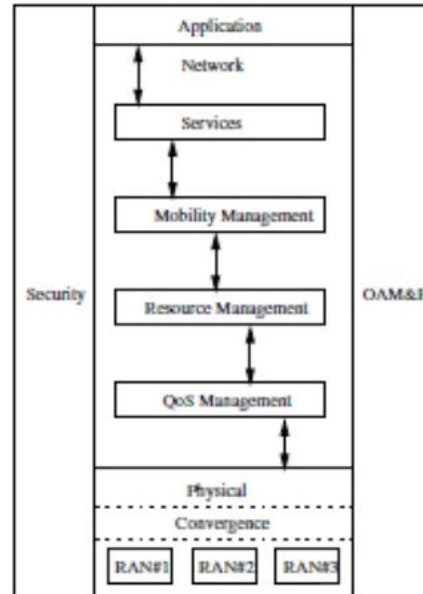 Application
Network
Services
Mobility Management
Security
Resource Management
OAM&P
QoS Management
Physical
Convergence
RAN#1 RAN#2 RAN#3